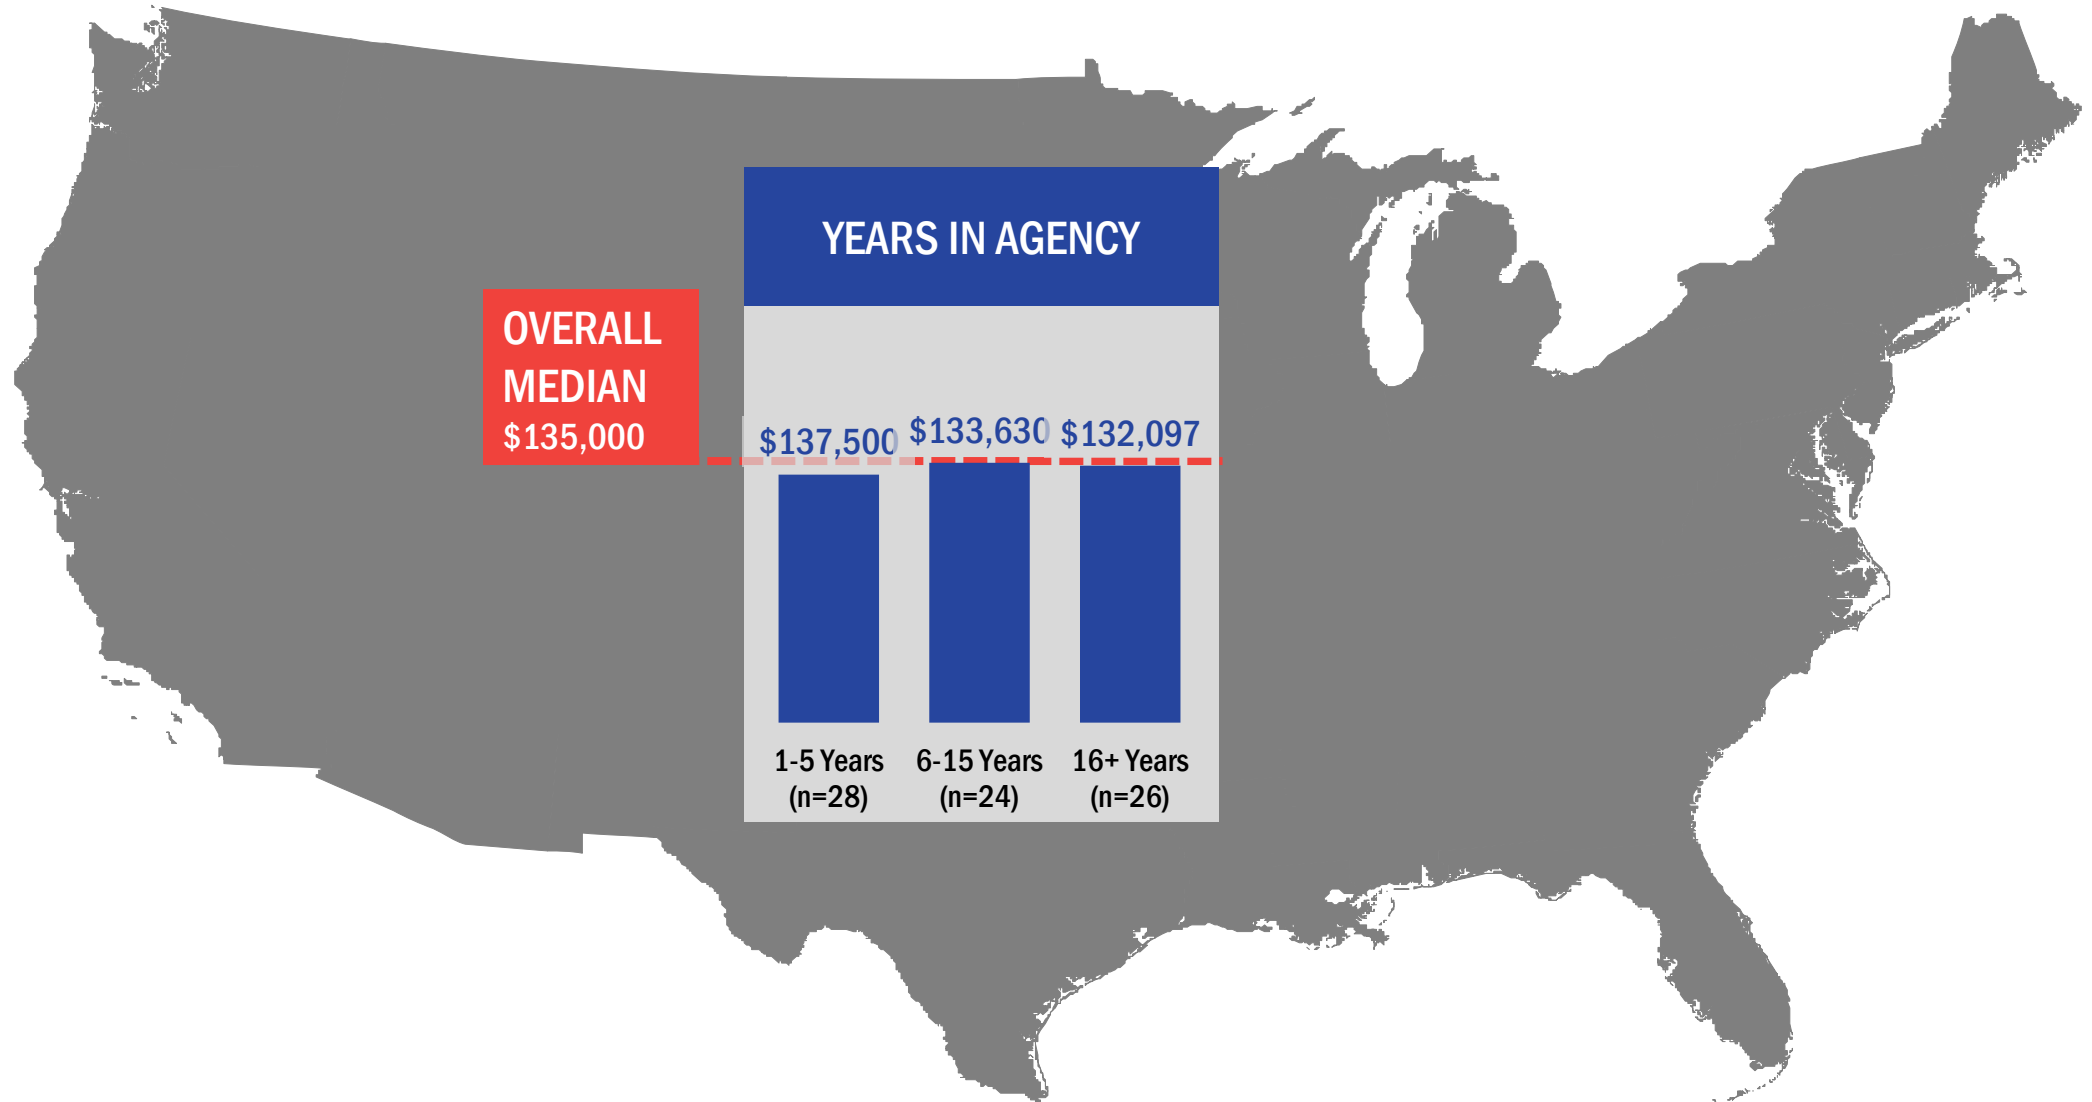 YEARS IN AGENCY
OVERALL
MEDIAN
$135,000
$137,500 $133,630 $132,097
1-5 Years 6-15 Years 16+ Years
(n=28) (n=24) (n=26)